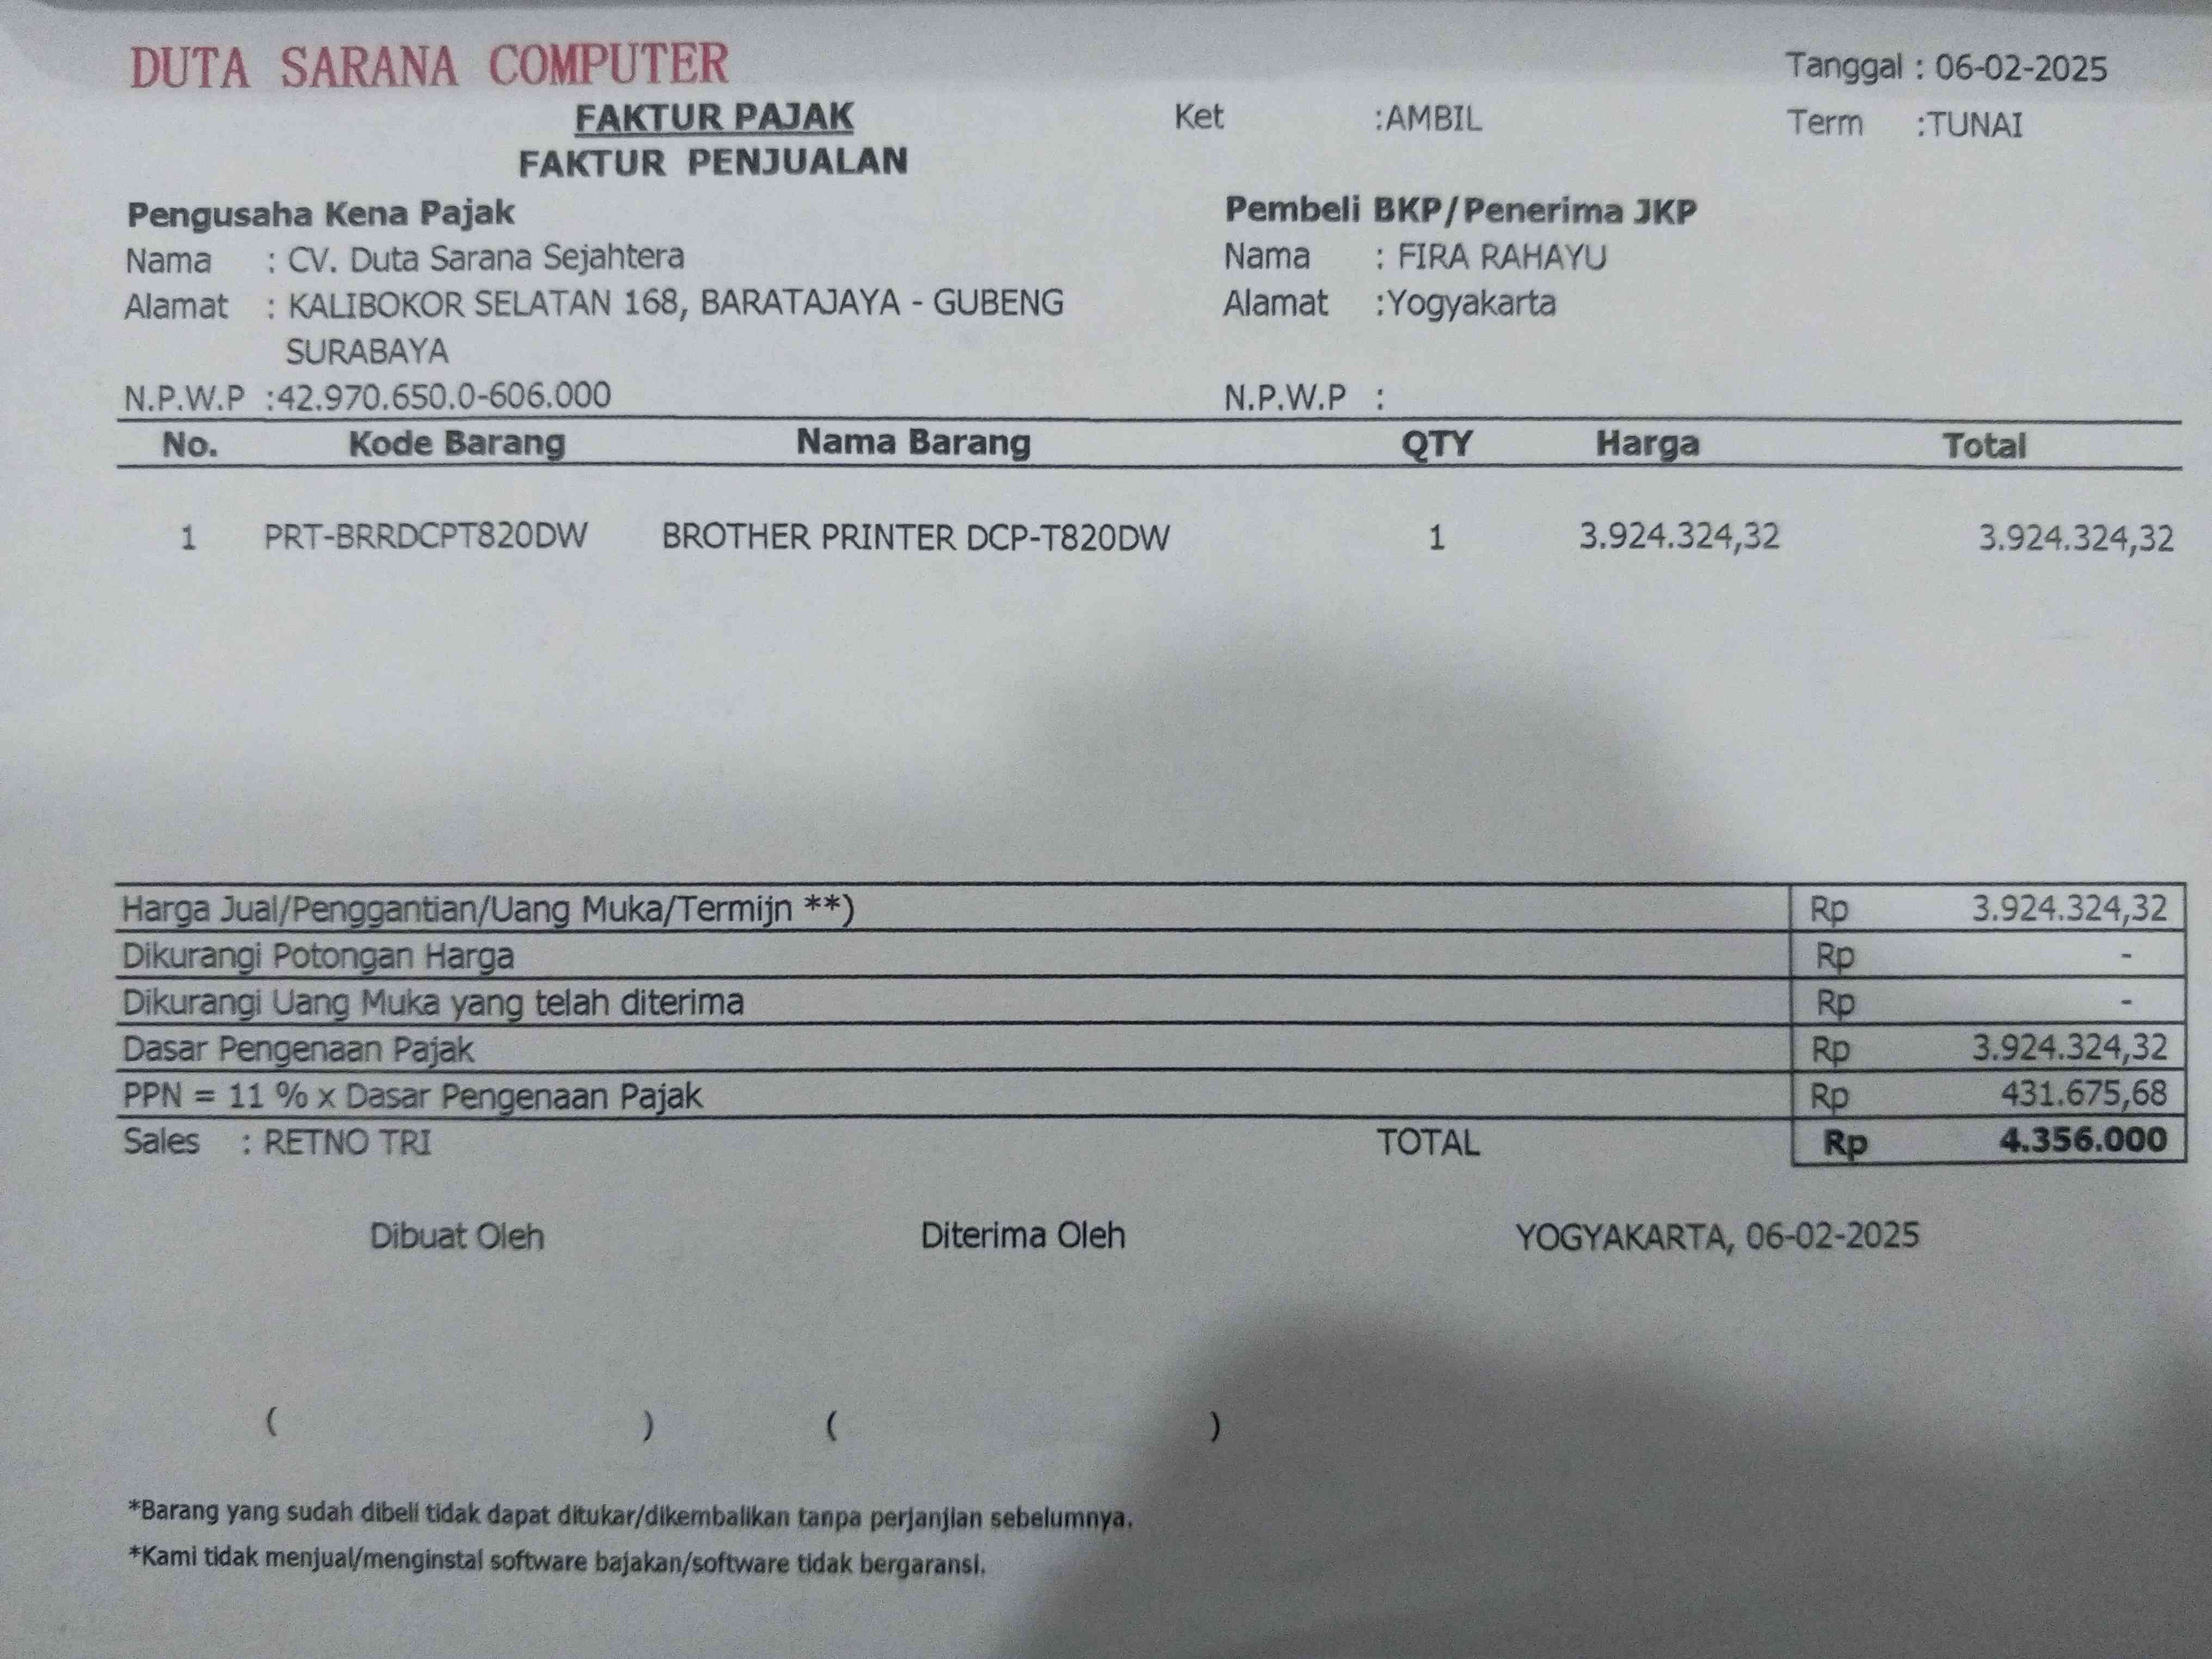 DUTA SARANA COMPUTER
Tanggal : 06-02-2025
FAKTUR PAJAK Ket :AMBIL Term :TUNAI
FAKTUR PENJUALAN
Pengusaha Kena Pajak Pembeli BKP/Penerima JKP
Nama : CV. Duta Sarana Sejahtera Nama : FIRA RAHAYU
Alamat : KALIBOKOR SELATAN 168, BARATAJAYA - GUBENG Alamat :Yogyakarta
SURABAYA
N.P.W.P :42.970.650.0-606.000 N.P.W.P :
No. Kode Barang Nama Barang QTY Harga Total
1 PRT-BRRDCPT820DW BROTHER PRINTER DCP-T820DW 1 3.924.324,32 3.924.324,32
Harga Jual/Penggantian/Uang Muka/Termijn **) Rp 3.924.324,32
Dikurangi Potongan Harga Rp -
Dikurangi Uang Muka yang telah diterima Rp -
Dasar Pengenaan Pajak Rp 3.924.324,32
PPN = 11 % x Dasar Pengenaan Pajak Rp 431.675,68
Sales : RETNO TRI TOTAL Rp 4.356.000
Dibuat Oleh Diterima Oleh YOGYAKARTA, 06-02-2025
( ) ( )
*Barang yang sudah dibeli tidak dapat ditukar/dikembalikan tanpa perjanjian sebelumnya.
*Kami tidak menjual/menginstal software bajakan/software tidak bergaransi.